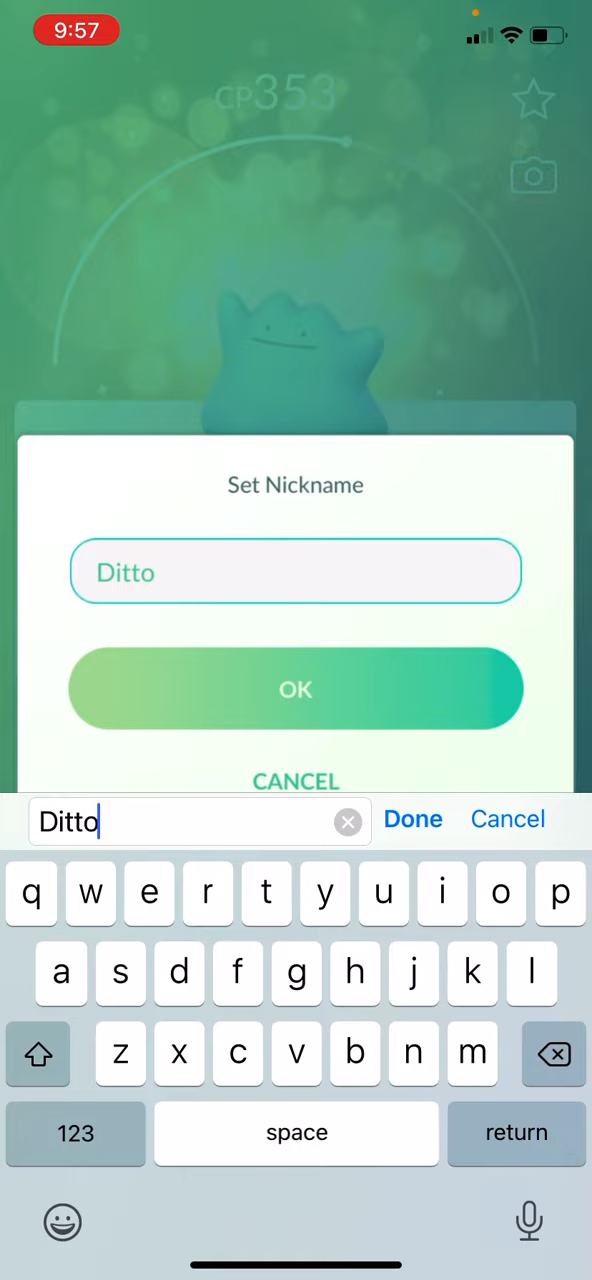 9:57
CP353
Set Nickname
Ditto
OK
CANCEL
Ditto Done Cancel
q w e r t y u i o p
a s d f g h j k l
z x c v b n m
123 space return